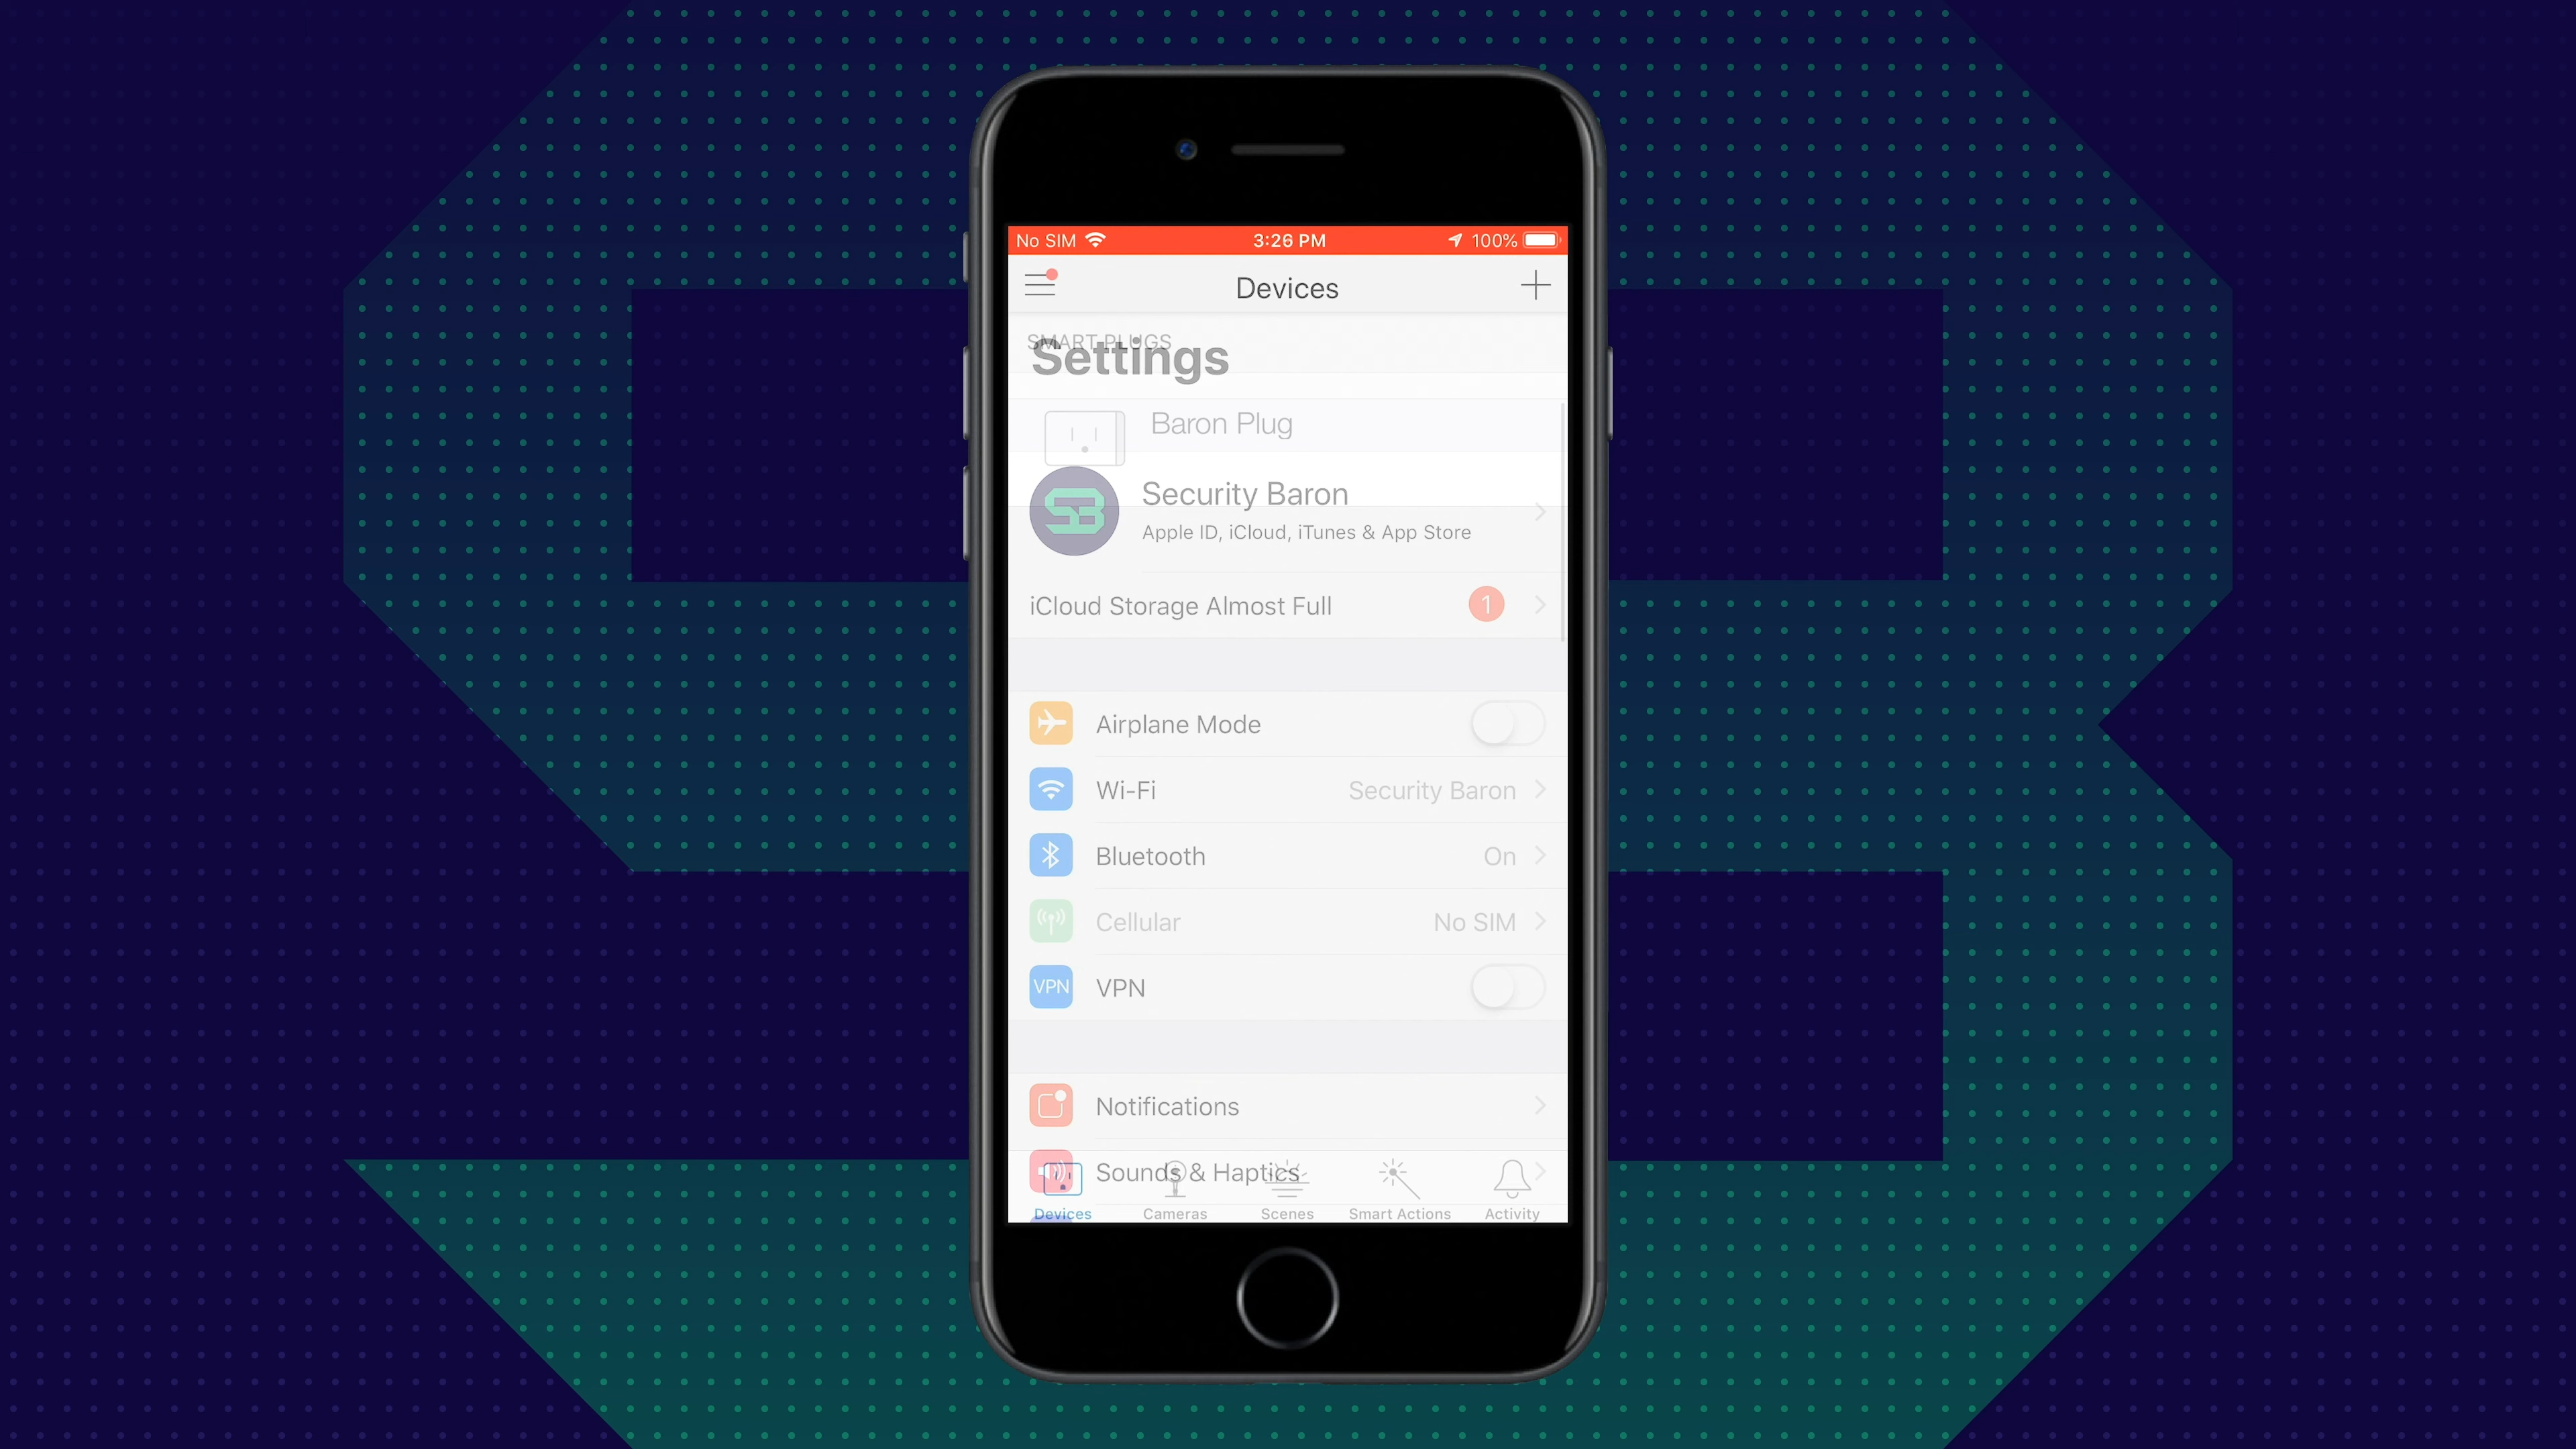 No SIM 3:26 PM 100%
Devices
SMART PLUGS
Settings
Baron Plug
Security Baron
SB
Apple ID, iCloud, iTunes & App Store
iCloud Storage Almost Full 1
Airplane Mode
Wi-Fi Security Baron
Bluetooth On
Cellular No SIM
VPN VPN
Notifications
Sounds & Haptics
Devices Cameras Scenes Smart Actions Activity